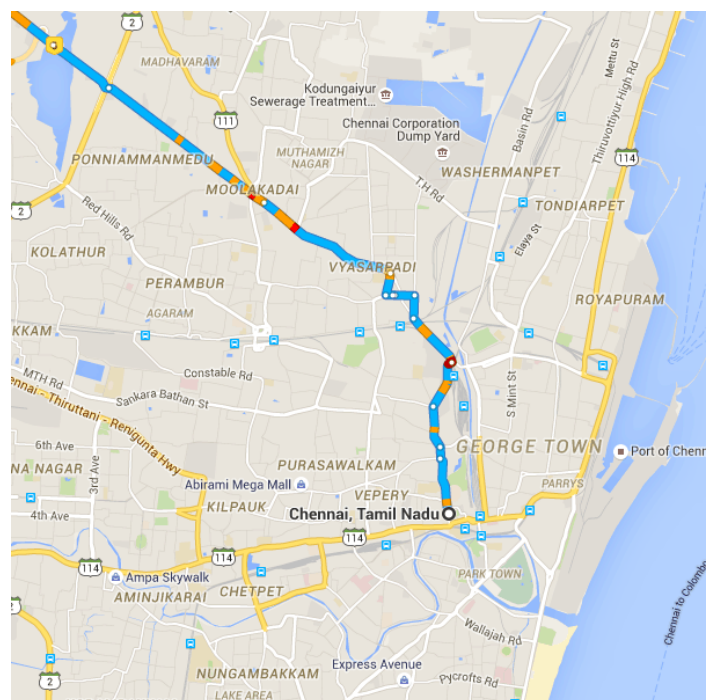 2
MADHAVARAM
Kodungaiyur
Sewerage Treatment...
Mettu St
Basin Rd
Thiruvottiyur High Rd
111
Chennai Corporation
Dump Yard
MUTHAMIZH
NAGAR
PONNIAMMANMEDU
114
WASHERMANPET
T.H Rd
MOOLAKADAI
2
Red Hills Rd
TONDIARPET
Elaya St
KOLATHUR
VYASARPADI
PERAMBUR
ROYAPURAM
AGARAM
KKAM
Constable Rd
MTH Rd
Sankara Bathan St
S Mint St
ennai - Thiruttani - Renigunta Hwy
6th Ave
GEORGE TOWN
Port of Chenn
NA NAGAR
3rd Ave
PURASAWALKAM
Abirami Mega Mall
PARRYS
VEPERY
KILPAUK
4th Ave
Chennai, Tamil Nadu
114
114
114
Ampa Skywalk
PARK TOWN
CHETPET
AMINJIKARAI
Chennai to Colombo
Wallajah Rd
NUNGAMBAKKAM
Express Avenue
Pycrofts Rd
2
LAKE AREA